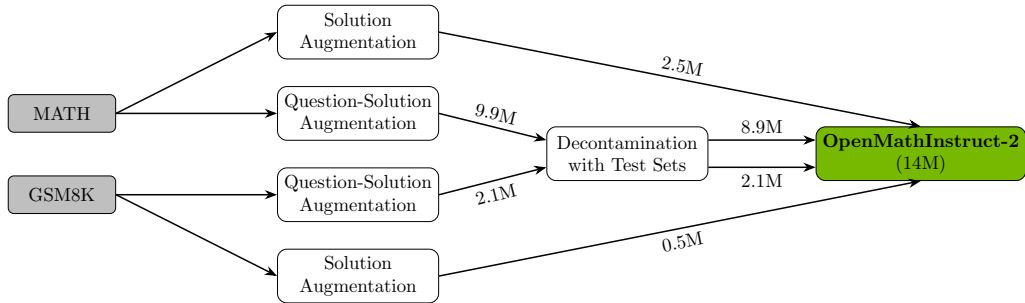 Solution
Augmentation
2.5M
MATH
Question-Solution
Augmentation
9.9M
Decontamination
with Test Sets
8.9M
2.1M
OpenMathInstruct-2
(14M)
GSM8K
Question-Solution
Augmentation
2.1M
0.5M
Solution
Augmentation